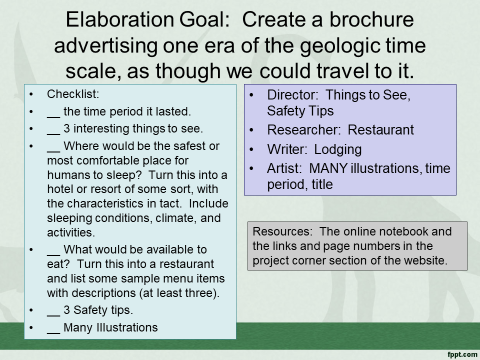 Elaboration Goal:  Create a brochure
advertising one era of the geologic time
scale, as though we could travel to it.
• Checklist:
• __ the time period it lasted.
• __ 3 interesting things to see.
• __ Where would be the safest or
most comfortable place for
humans to sleep?  Turn this into a
hotel or resort of some sort, with
the characteristics in tact.  Include
sleeping conditions, climate, and
activities.
• __ What would be available to
eat?  Turn this into a restaurant
and list some sample menu items
with descriptions (at least three).
• __ 3 Safety tips.
• __ Many Illustrations
• Director:  Things to See,
Safety Tips
• Researcher:  Restaurant
• Writer:  Lodging
• Artist:  MANY illustrations, time
period, title
Resources:  The online notebook and
the links and page numbers in the
project corner section of the website.
fppt.com